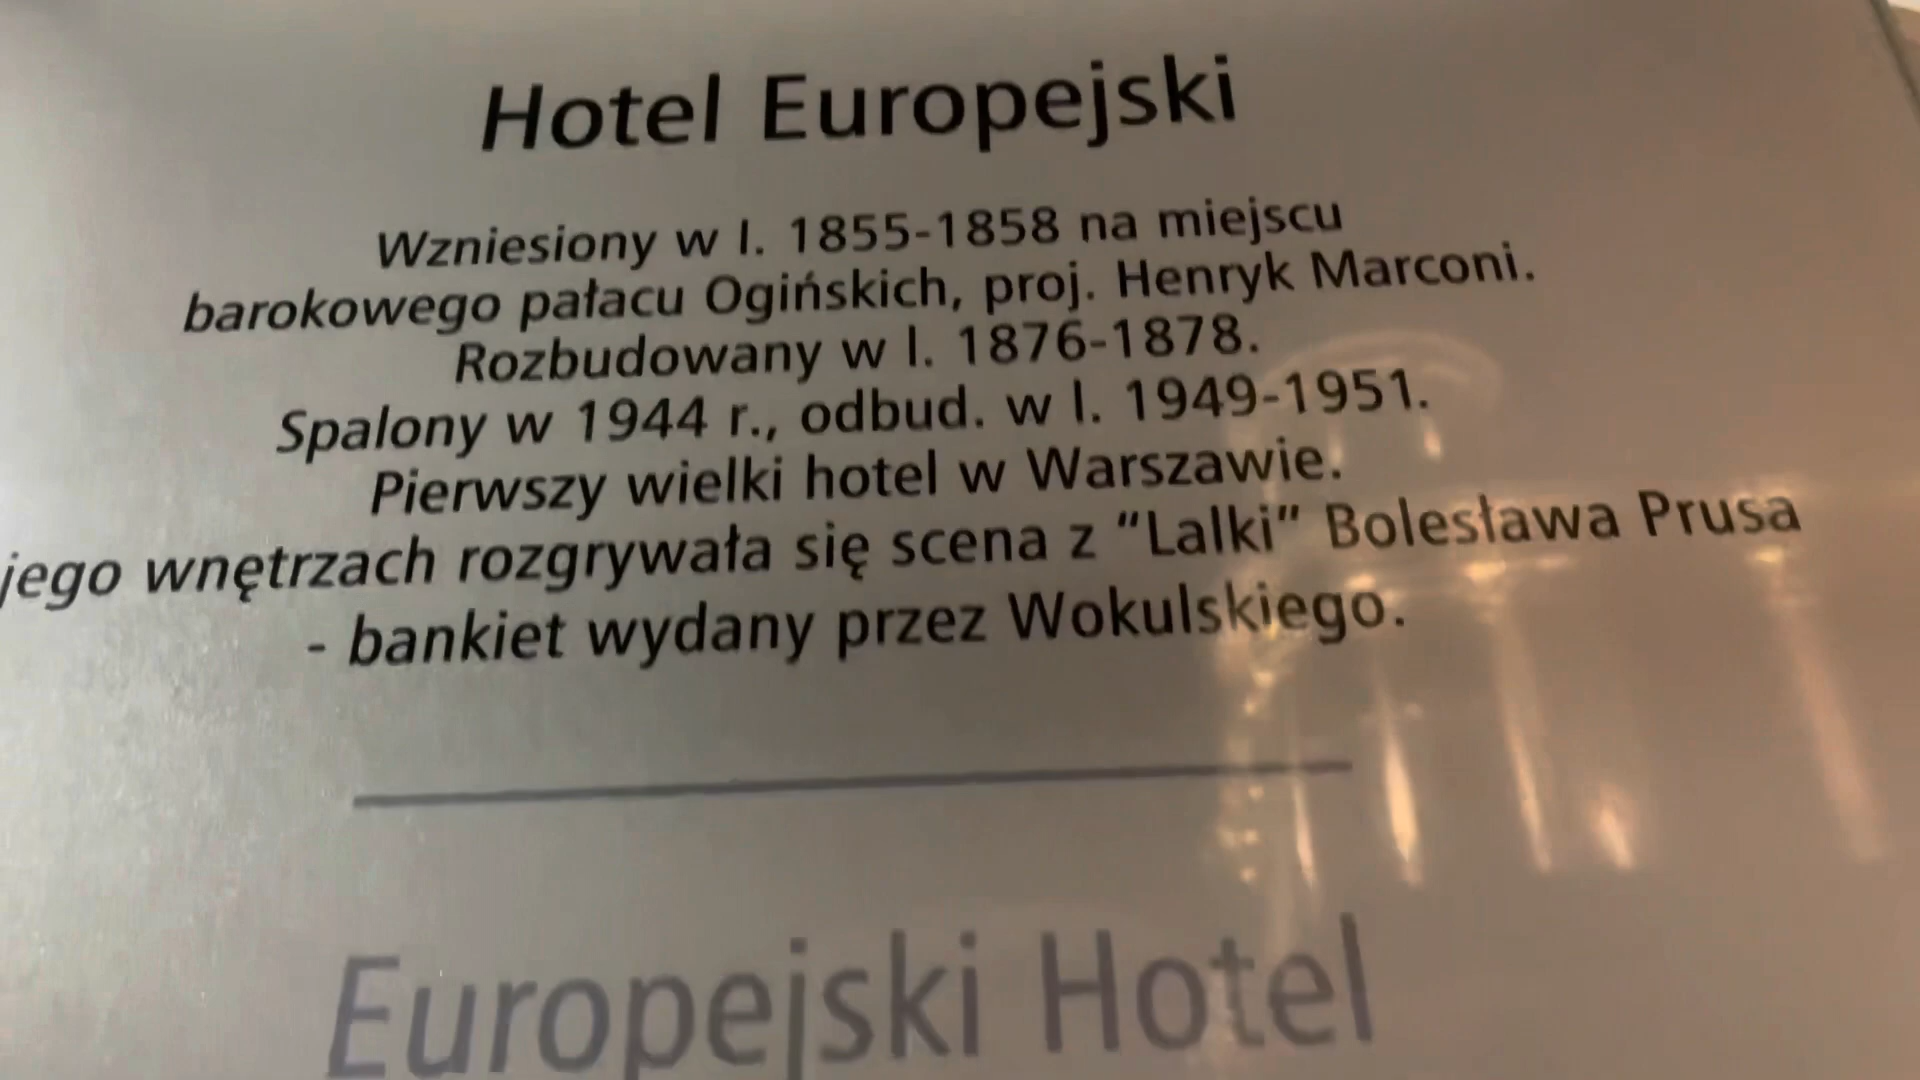 Hotel Europejski
Wzniesiony w l. 1855-1858 na miejscu
barokowego pałacu Ogińskich, proj. Henryk Marconi.
Rozbudowany w l. 1876-1878.
Spalony w 1944 r., odbud. w l. 1949-1951.
Pierwszy wielki hotel w Warszawie.
jego wnętrzach rozgrywała się scena z "Lalki" Bolesława Prusa
- bankiet wydany przez Wokulskiego.
Europejski Hotel